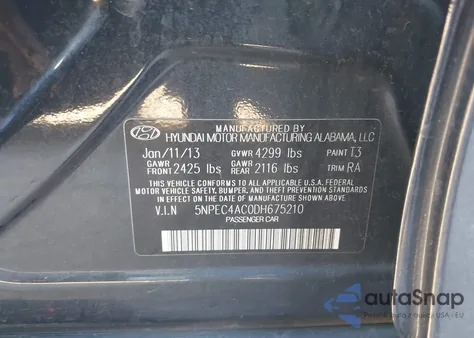 MANUFACTURED BY
HYUNDAI MOTOR MANUFACTURING ALABAMA, LLC
Jan/11/13 GVWR 4299 lbs PAINT T3
GAWR FRONT 2425 lbs GAWR REAR 2116 lbs TRIM RA
THIS VEHICLE CONFORMS TO ALL APPLICABLE U.S.A. FEDERAL
MOTOR VEHICLE SAFETY, BUMPER, AND THEFT PREVENTION
STANDARDS IN EFFECT ON THE DATE OF MANUFACTURE
SHOWN ABOVE.
V.I.N 5NPEC4AC0DH675210
PASSENGER CAR
autoSnap